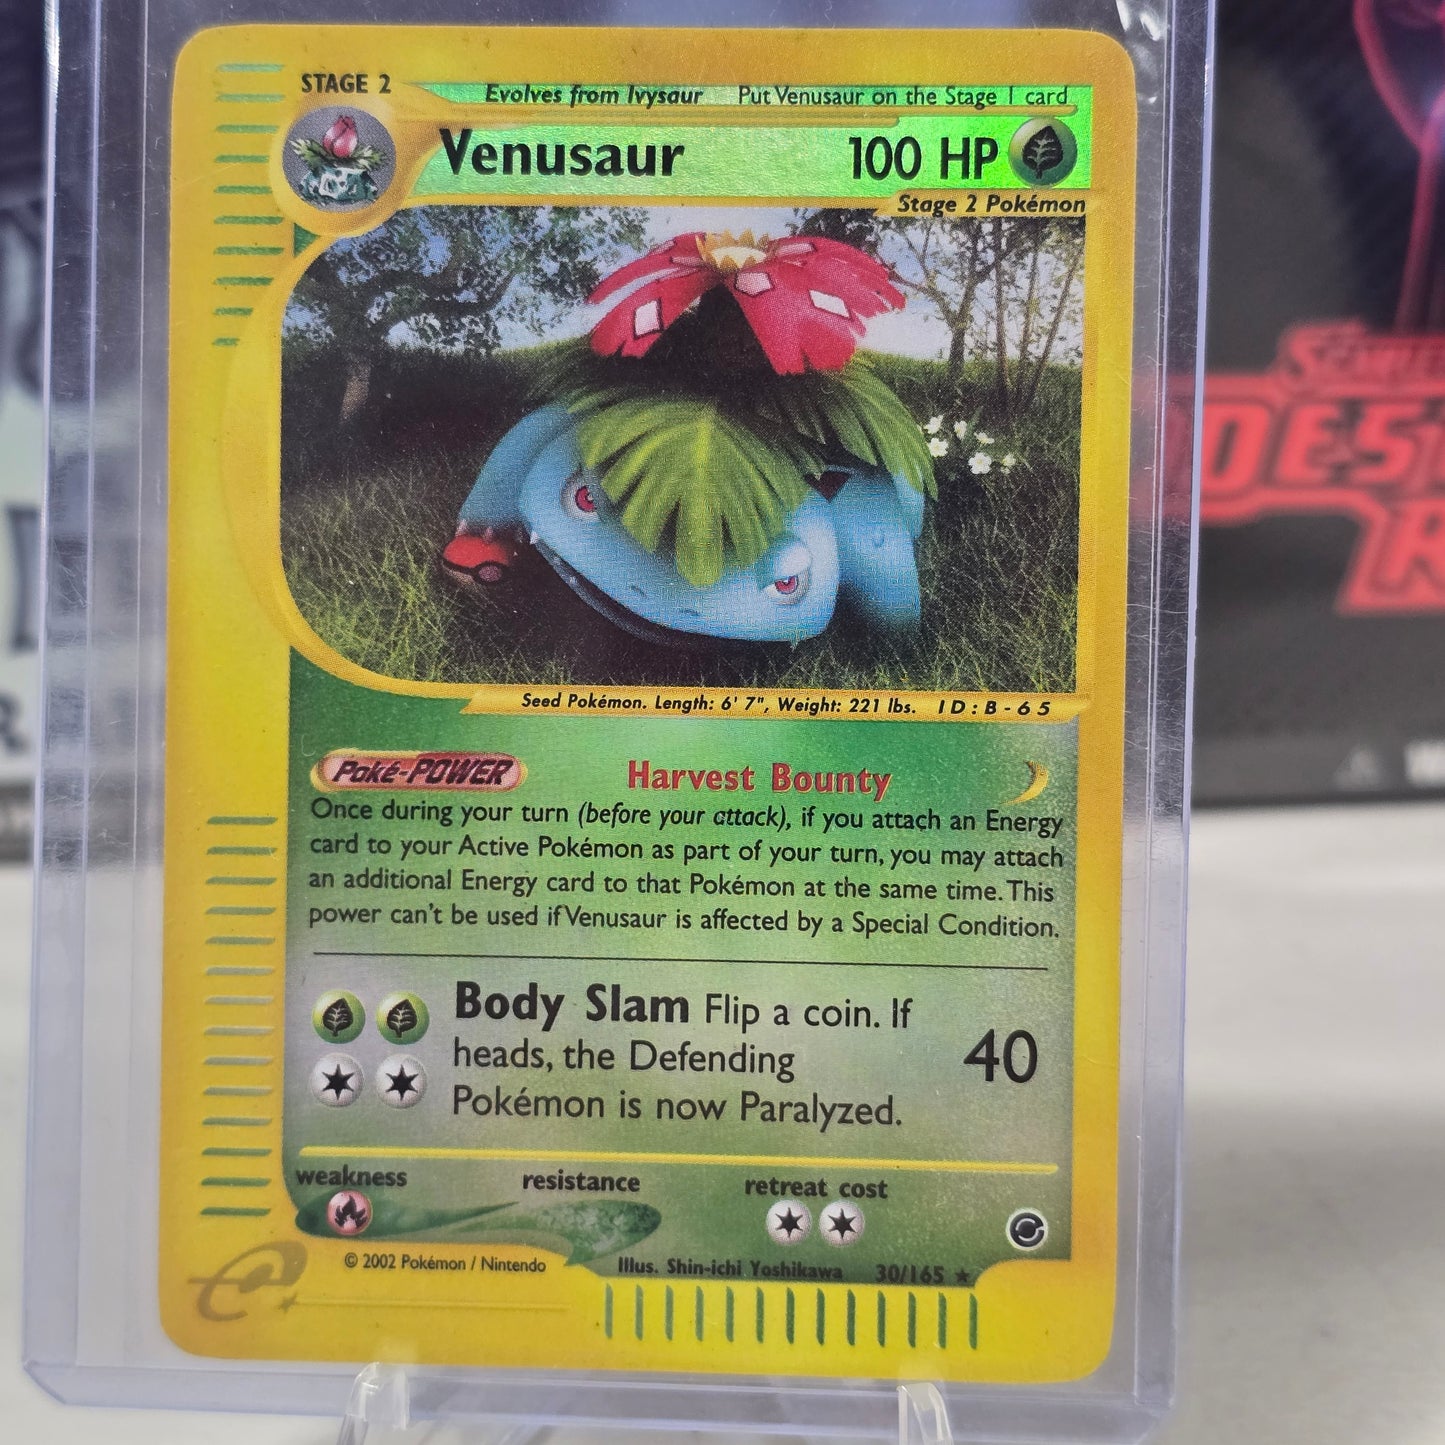 STAGE 2
Evolves from Ivysaur Put Venusaur on the Stage 1 card
Venusaur 100 HP
Stage 2 Pokémon
Seed Pokémon. Length: 6' 7", Weight: 221 lbs. ID:B-65
Poké-POWER Harvest Bounty
Once during your turn (before your attack), if you attach an Energy
card to your Active Pokémon as part of your turn, you may attach
an additional Energy card to that Pokémon at the same time. This
power can't be used if Venusaur is affected by a Special Condition.
Body Slam Flip a coin. If
heads, the Defending
Pokémon is now Paralyzed.
40
weakness resistance retreat cost
© 2002 Pokémon / Nintendo Illus. Shin-ichi Yoshikawa 30/165 ★
e